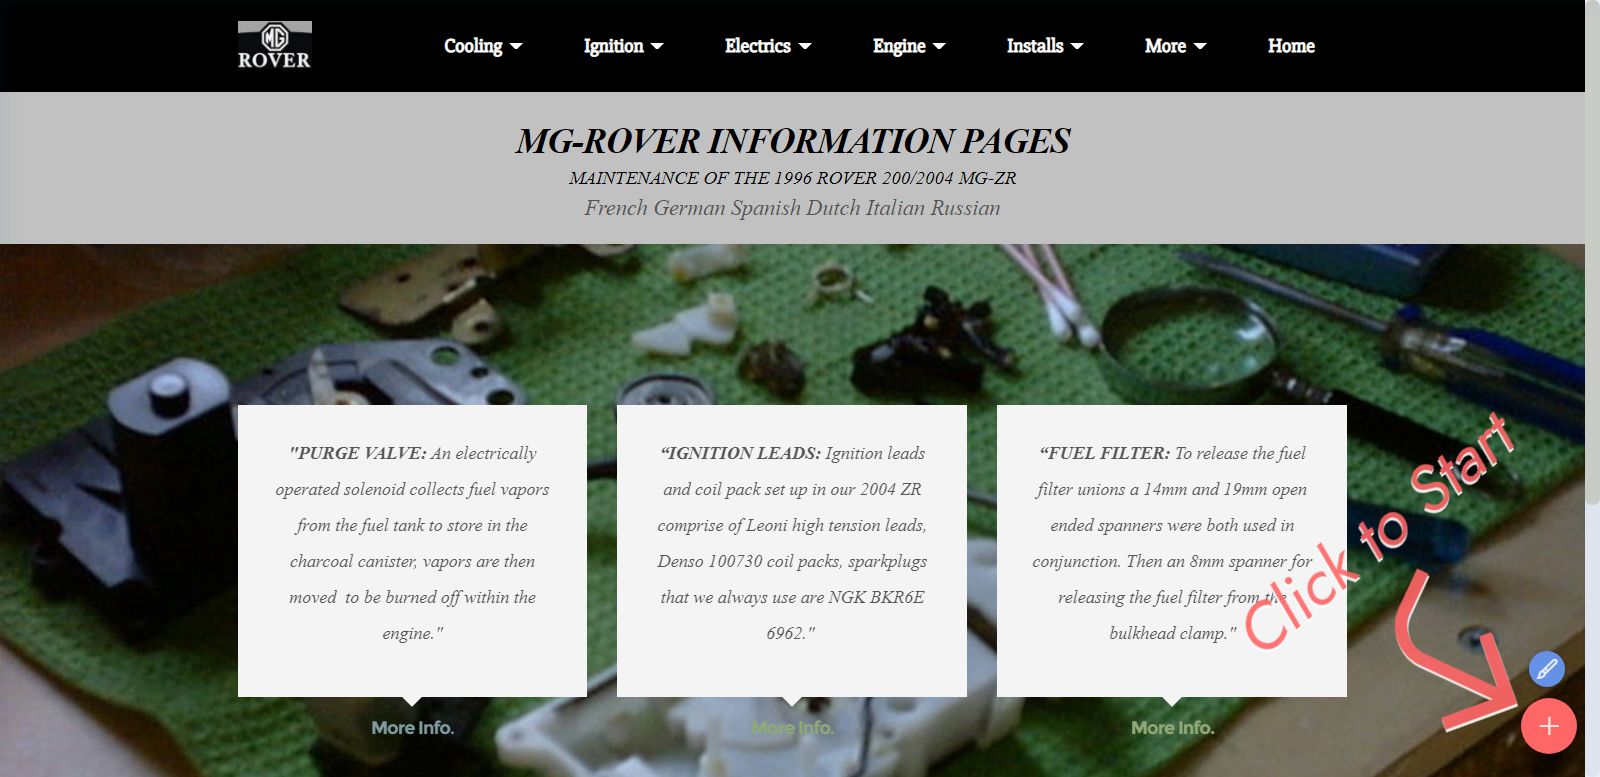 MG
ROVER
Cooling
Ignition
Electrics
Engine
Installs
More
Home
MG-ROVER INFORMATION PAGES
MAINTENANCE OF THE 1996 ROVER 200/2004 MG-ZR
French German Spanish Dutch Italian Russian
"PURGE VALVE: An electrically
operated solenoid collects fuel vapors
from the fuel tank to store in the
charcoal canister, vapors are then
moved to be burned off within the
engine."
More Info.
“IGNITION LEADS: Ignition leads
and coil pack set up in our 2004 ZR
comprise of Leoni high tension leads,
Denso 100730 coil packs, sparkplugs
that we always use are NGK BKR6E
6962."
More Info.
“FUEL FILTER: To release the fuel
filter unions a 14mm and 19mm open
ended spanners were both used in
conjunction. Then an 8mm spanner for
releasing the fuel filter from the
bulkhead clamp."
More Info.
Click to Start